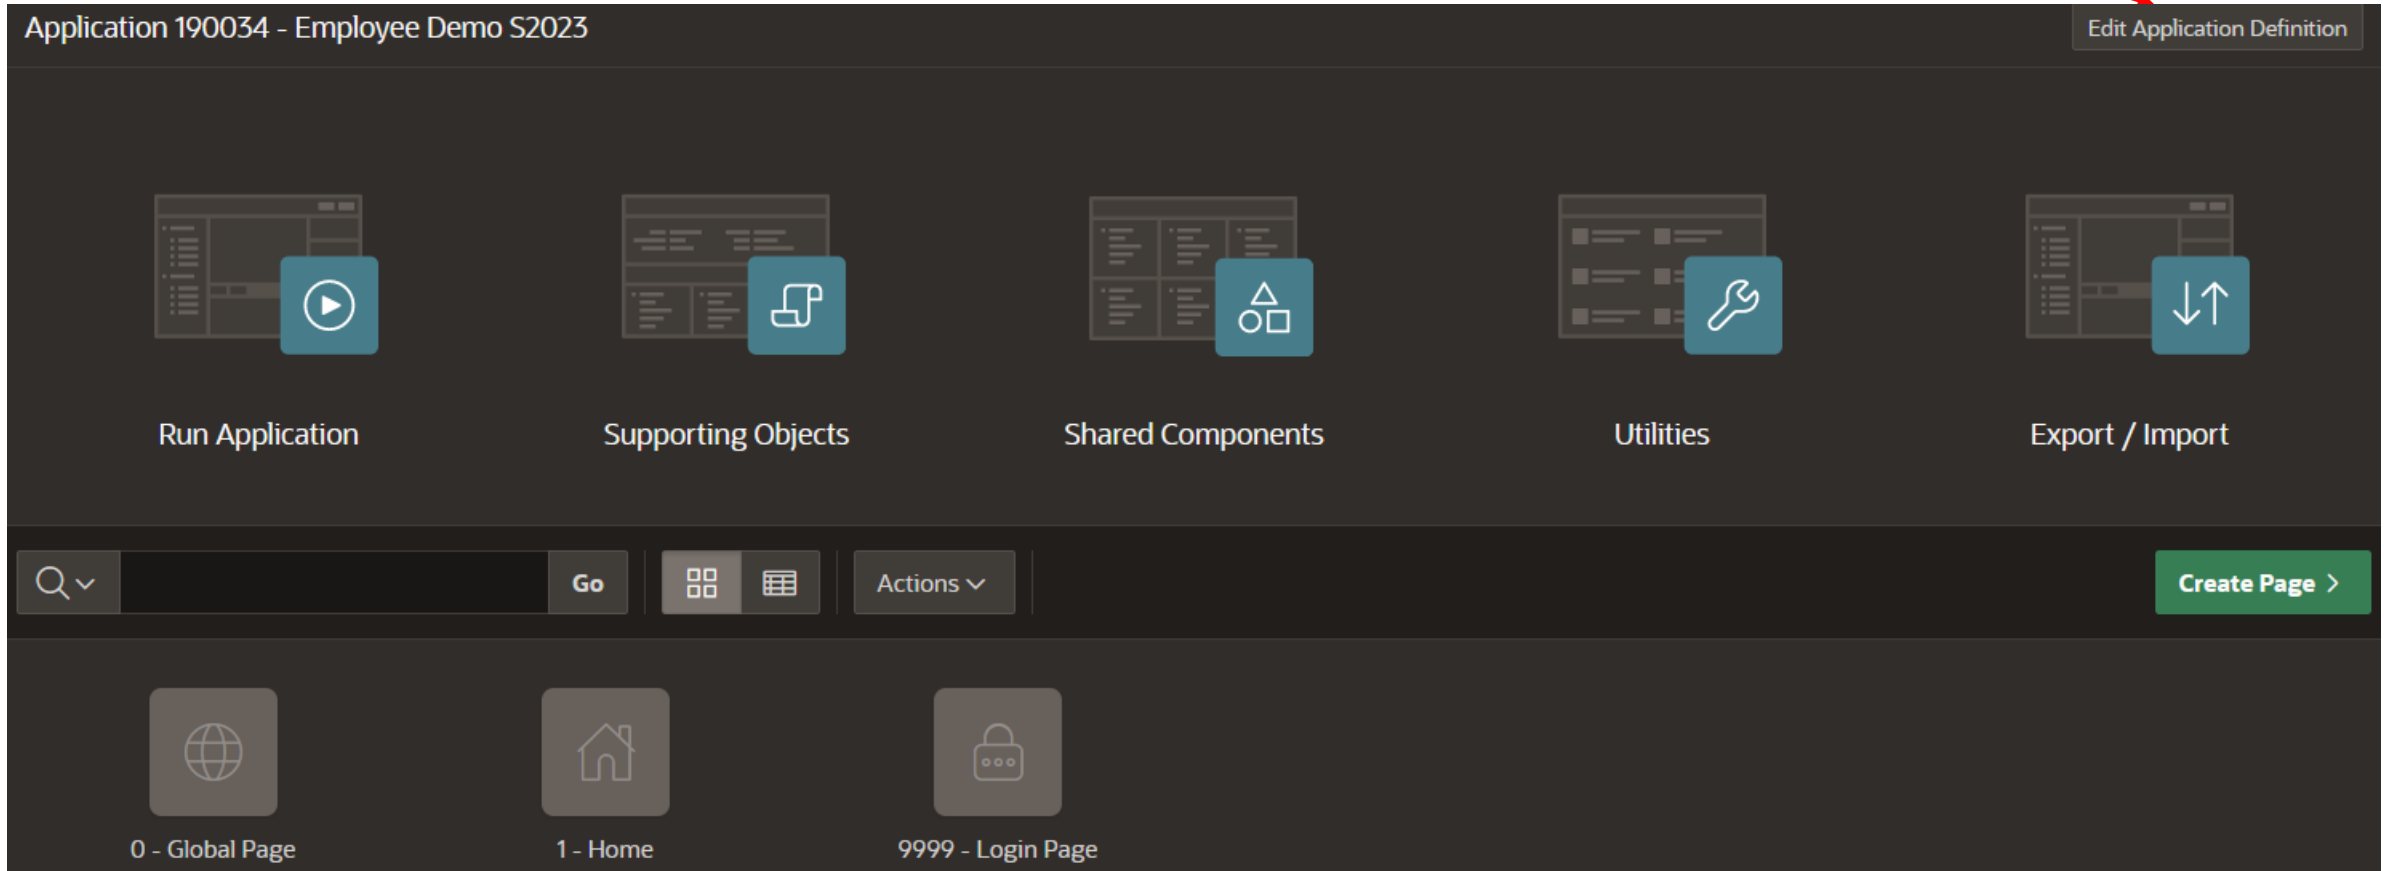 Application 190034 - Employee Demo S2023
Edit Application Definition
Run Application
Supporting Objects
Shared Components
Utilities
Export / Import
Go
Actions
Create Page
0 - Global Page
1 - Home
9999 - Login Page